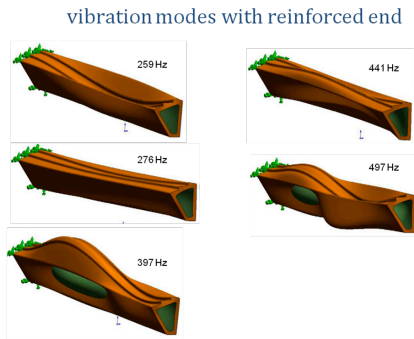 vibration modes with reinforced end
259 Hz
441 Hz
276 Hz
497 Hz
397 Hz